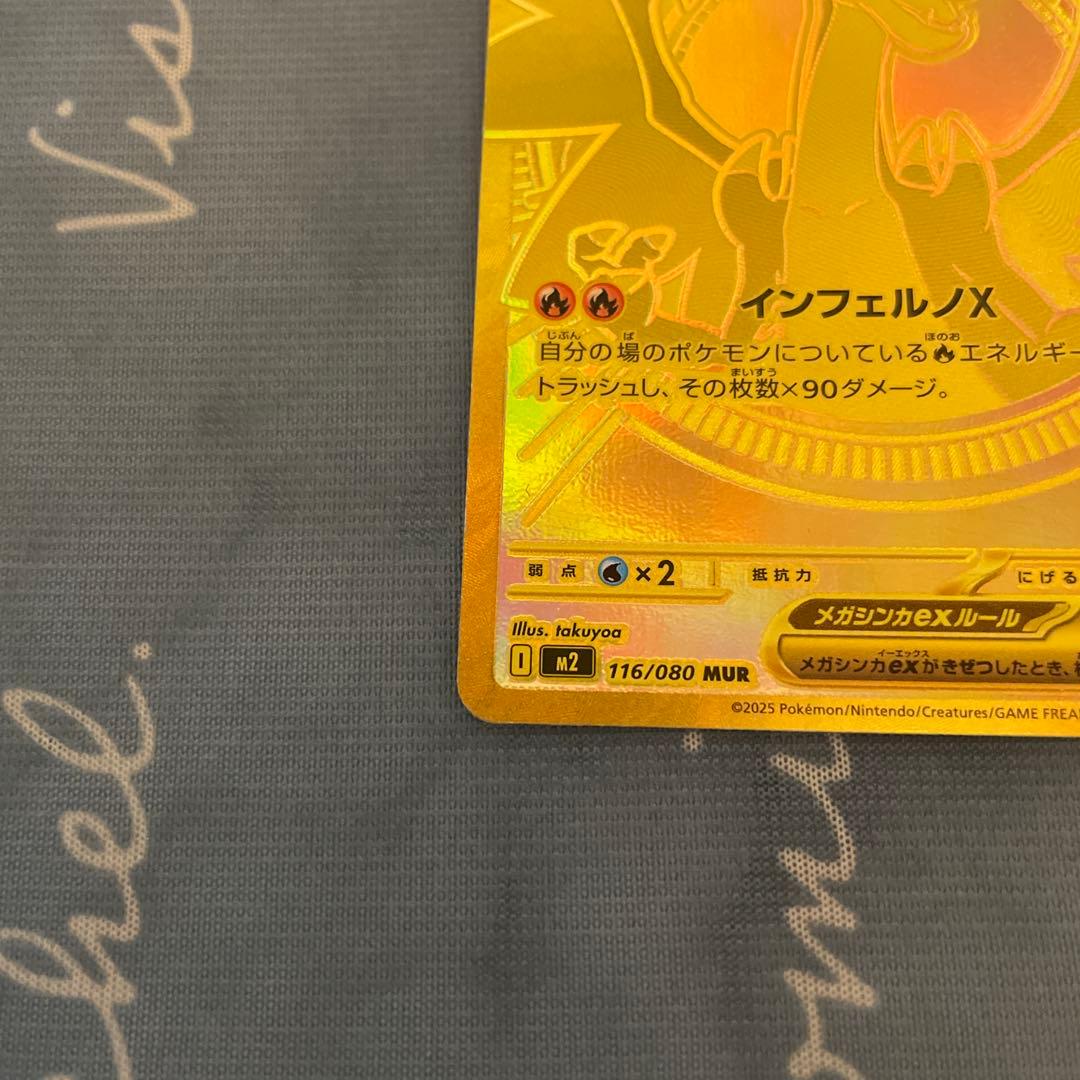 Vis
インフェルノX
じぶん ば ほのお
自分の場のポケモンについているエネルギー
まいすう
トラッシュし、その枚数×90ダメージ。
弱点 ×2 抵抗力 にげる
メガシンカexルール
イーエックス
メガシンカexがきぜつしたとき、
Illus. takuyoa
I M2 116/080 MUR
©2025 Pokémon/Nintendo/Creatures/GAME FREA
hel.